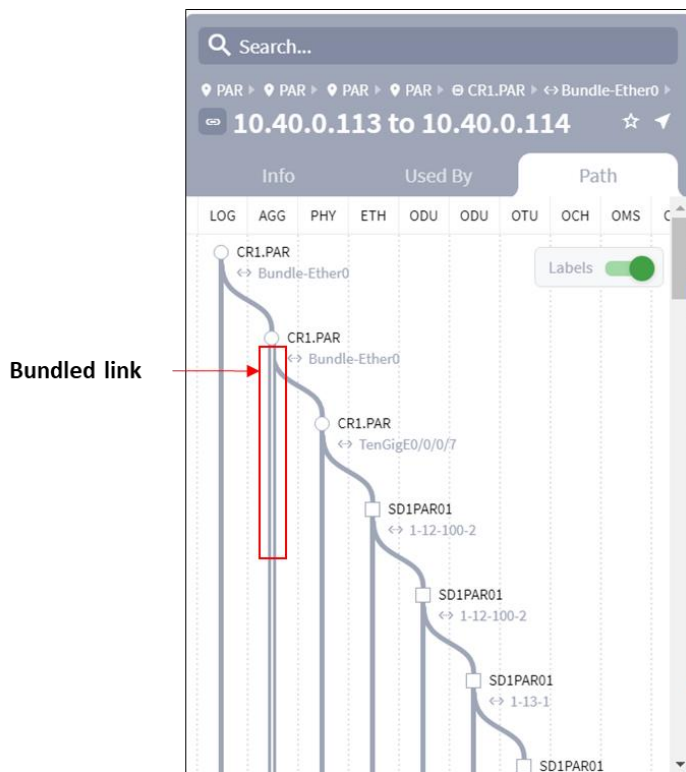 Search...
PAR PAR PAR PAR CR1.PAR Bundle-Ether0
10.40.0.113 to 10.40.0.114
Info Used By Path
LOG AGG PHY ETH ODU ODU OTU OCH OMS
CR1.PAR
Bundle-Ether0
Labels
CR1.PAR
Bundle-Ether0
Bundled link
CR1.PAR
TenGigE0/0/0/7
SD1PAR01
1-12-100-2
SD1PAR01
1-12-100-2
SD1PAR01
1-13-1
SD1PAR01